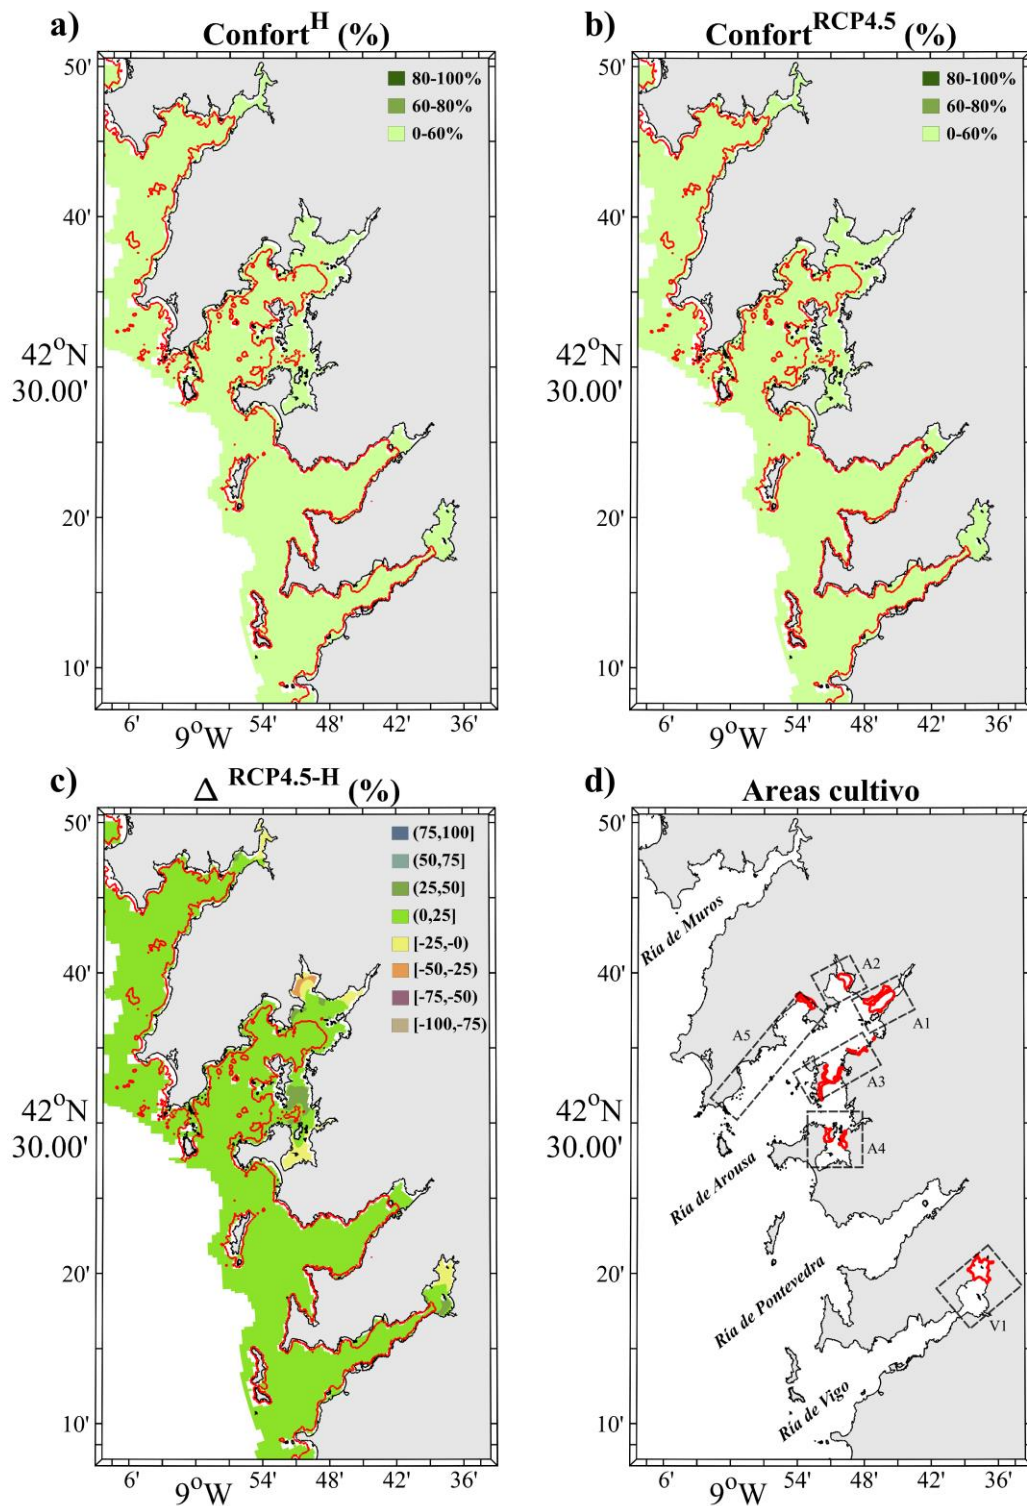 a)
Confort^H (%)
80-100%
60-80%
0-60%
50'
40'
42°N
30.00'
20'
10'
6'
9°W
54'
48'
42'
36'
b)
Confort^RCP4.5 (%)
80-100%
60-80%
0-60%
50'
40'
42°N
30.00'
20'
10'
6'
9°W
54'
48'
42'
36'
c)
Δ RCP4.5-H (%)
(75,100]
(50,75]
(25,50]
(0,25]
[-25,-0)
[-50,-25)
[-75,-50)
[-100,-75)
50'
40'
42°N
30.00'
20'
10'
6'
9°W
54'
48'
42'
36'
d)
Areas cultivo
50'
Ría de Muros
40'
A2
A1
A5
A3
42°N
30.00'
A4
Ría de Arousa
20'
Ría de Pontevedra
V1
Ría de Vigo
10'
6'
9°W
54'
48'
42'
36'